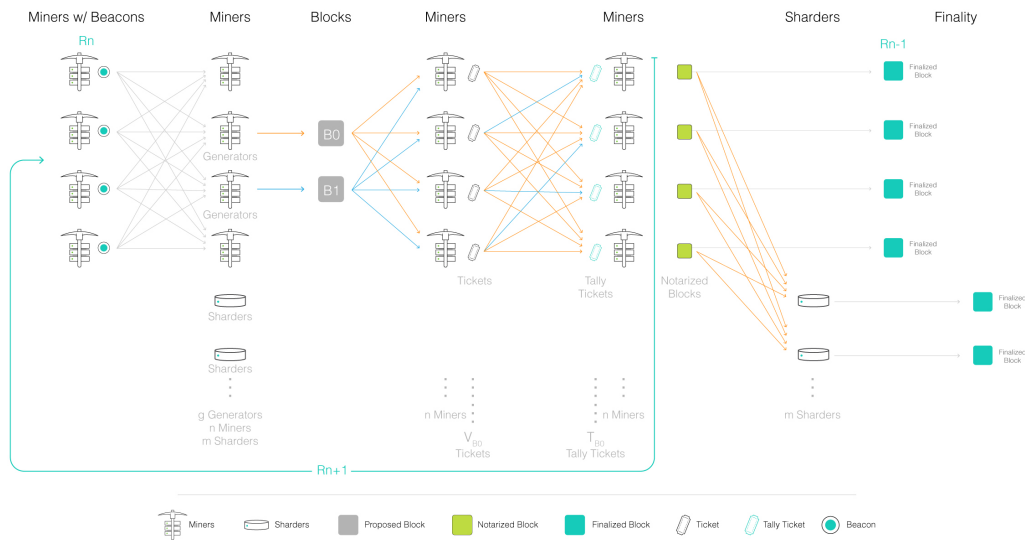 Miners w/ Beacons
Miners
Blocks
Miners
Miners
Sharders
Finality
Rn
Rn-1
Finalized
Block
B0
Generators
Finalized
Block
B1
Generators
Finalized
Block
Finalized
Block
Tickets
Tally
Tickets
Notarized
Blocks
Sharders
Finalized
Block
Sharders
Finalized
Block
g Generators
n Miners
m Sharders
n Miners
V B0
Tickets
T B0
Tally Tickets
n Miners
m Sharders
Rn+1
Miners
Sharders
Proposed Block
Notarized Block
Finalized Block
Ticket
Tally Ticket
Beacon